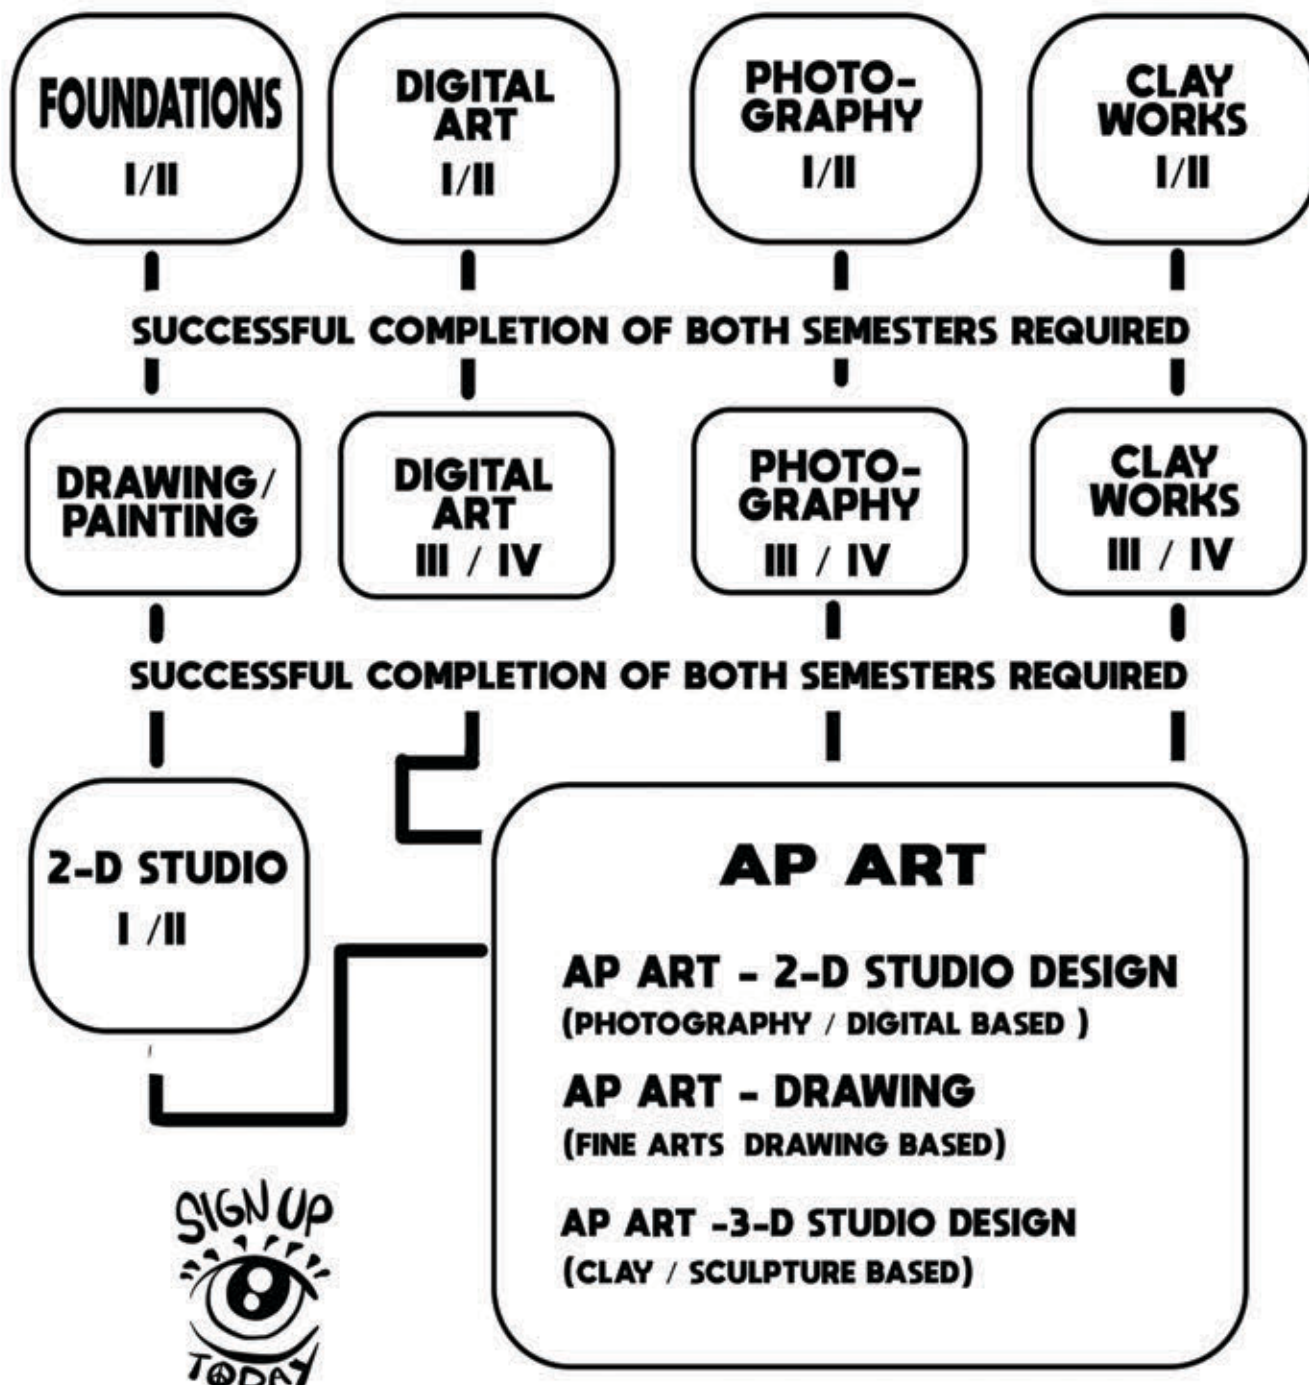 FOUNDATIONS
I/II
DIGITAL
ART
I/II
PHOTO-
GRAPHY
I/II
CLAY
WORKS
I/II
SUCCESSFUL COMPLETION OF BOTH SEMESTERS REQUIRED
DRAWING/
PAINTING
DIGITAL
ART
III / IV
PHOTO-
GRAPHY
III / IV
CLAY
WORKS
III / IV
SUCCESSFUL COMPLETION OF BOTH SEMESTERS REQUIRED
2-D STUDIO
I /II
AP ART
AP ART - 2-D STUDIO DESIGN
(PHOTOGRAPHY / DIGITAL BASED )
AP ART - DRAWING
(FINE ARTS DRAWING BASED)
AP ART -3-D STUDIO DESIGN
(CLAY / SCULPTURE BASED)
SIGN UP
TODAY